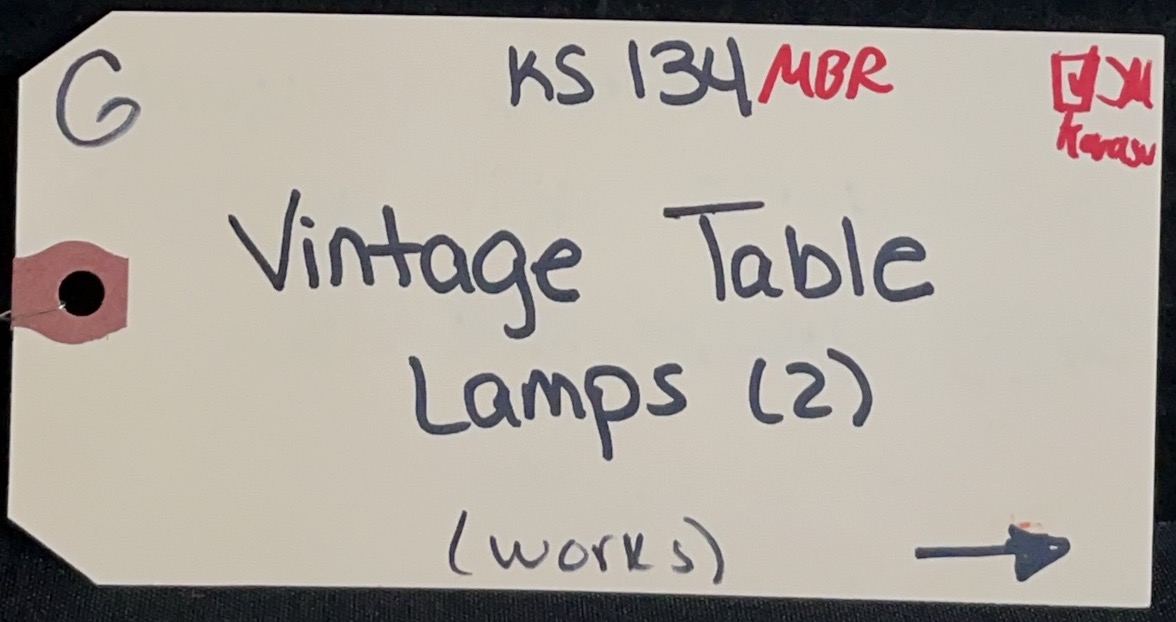 G KS 134 MBR
Vintage Table
Lamps (2)
(works)